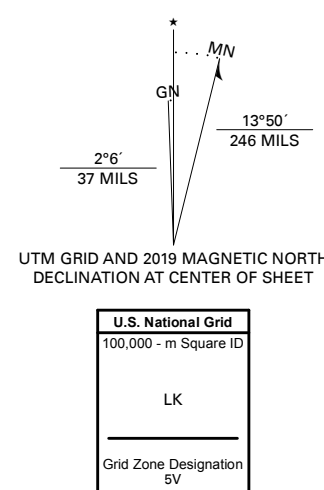 ★
MN
GN
13°50´
246 MILS
2°6´
37 MILS
UTM GRID AND 2019 MAGNETIC NORTH
DECLINATION AT CENTER OF SHEET
U.S. National Grid
100,000 - m Square ID
LK
Grid Zone Designation
5V